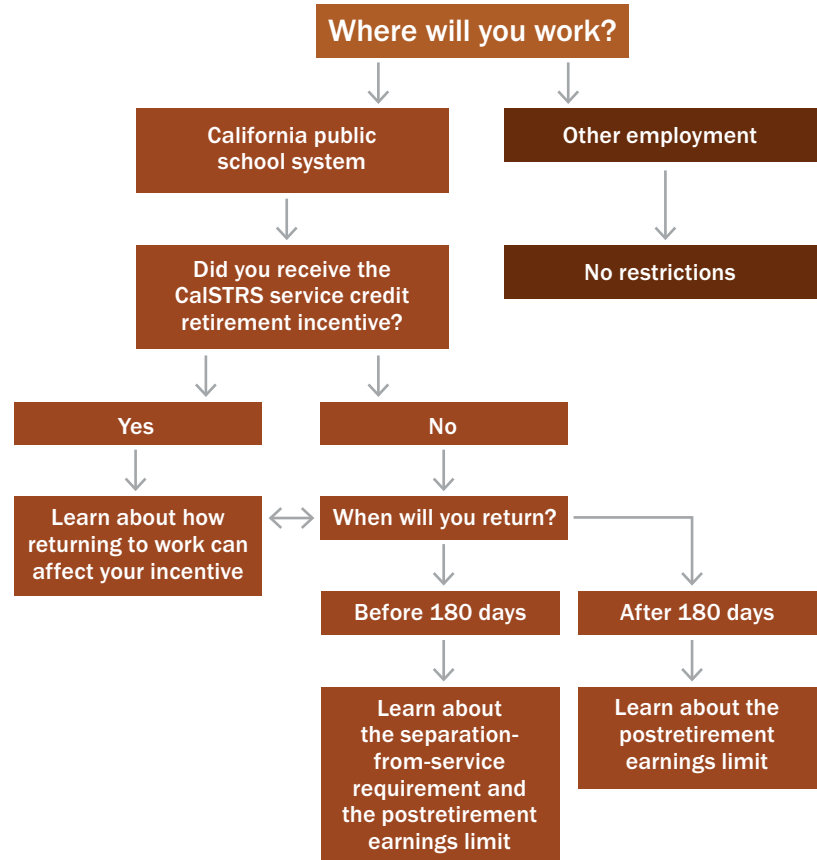 Where will you work?
California public
school system
Other employment
Did you receive the
CalSTRS service credit
retirement incentive?
No restrictions
Yes
No
Learn about how
returning to work can
affect your incentive
When will you return?
Before 180 days
After 180 days
Learn about
the separation-
from-service
requirement and
the postretirement
earnings limit
Learn about the
postretirement
earnings limit